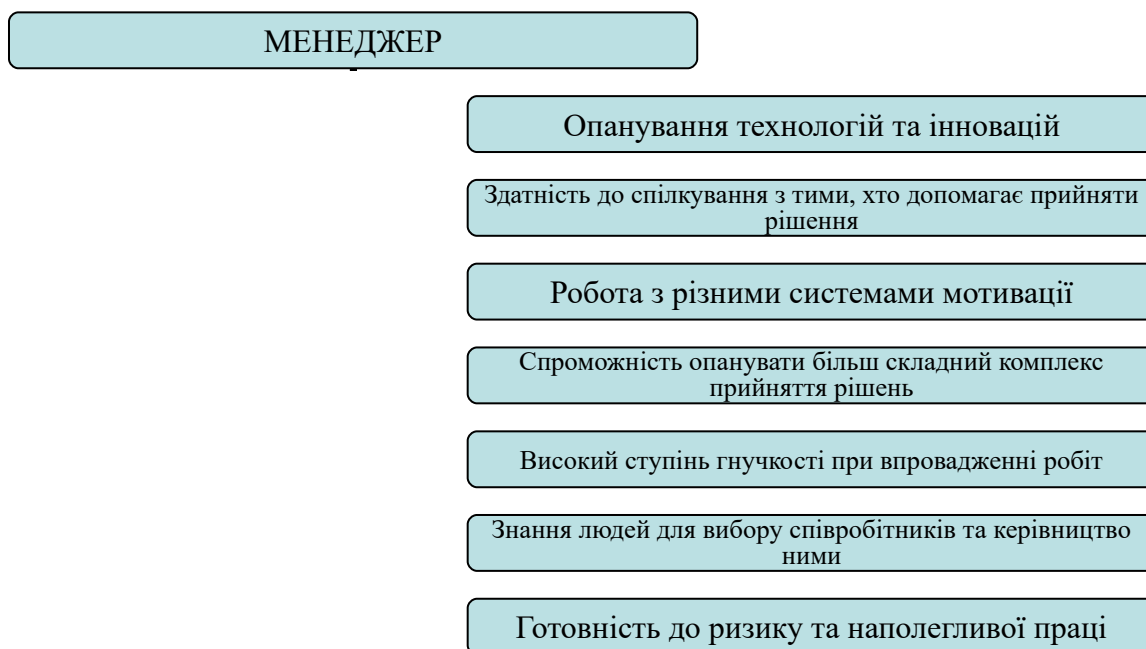 МЕНЕДЖЕР
Опанування технологій та інновацій
Здатність до спілкування з тими, хто допомагає прийняти
рішення
Робота з різними системами мотивації
Спроможність опанувати більш складний комплекс
прийняття рішень
Високий ступінь гнучкості при впровадженні робіт
Знання людей для вибору співробітників та керівництво
ними
Готовність до ризику та наполегливої праці